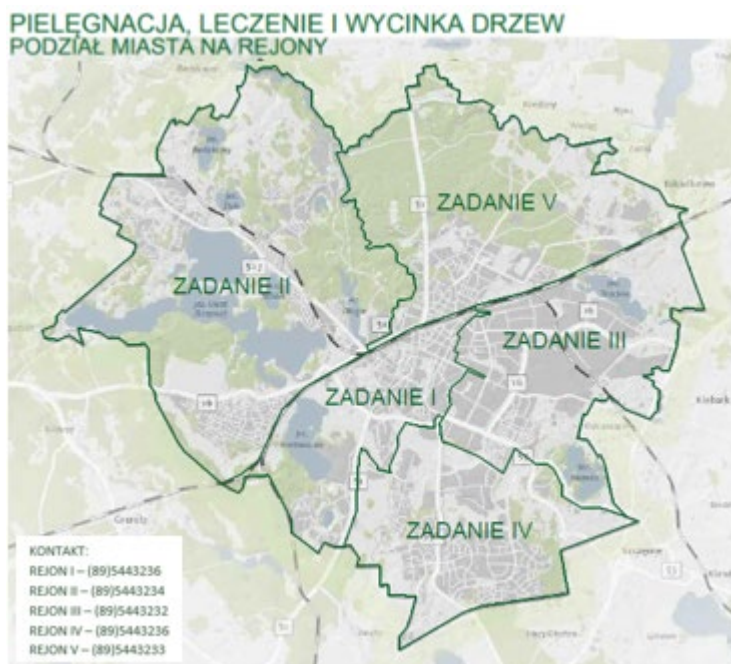 PIELĘGNACJA, LECZENIE I WYCINKA DRZEW
PODZIAŁ MIASTA NA REJONY
ZADANIE V
ZADANIE II
ZADANIE III
ZADANIE I
ZADANIE IV
KONTAKT:
REJON I – (89)5443236
REJON II – (89)5443234
REJON III – (89)5443232
REJON IV – (89)5443236
REJON V – (89)5443233